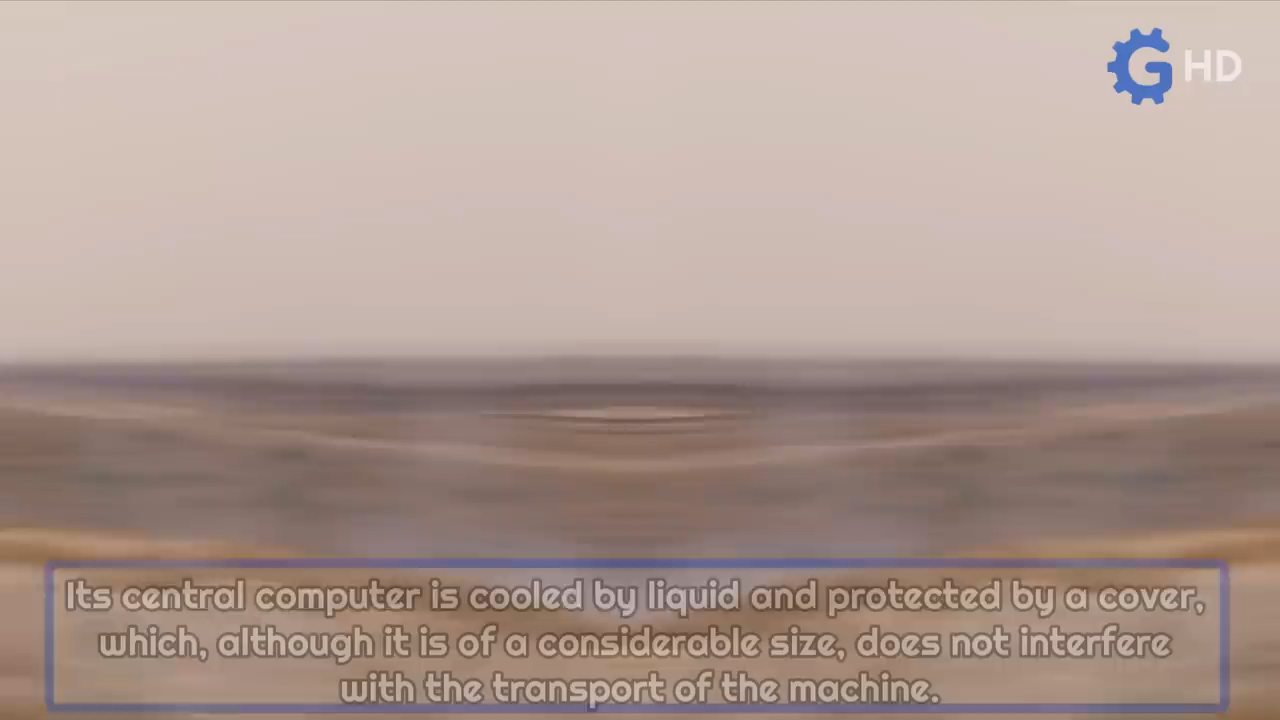 G HD
Its central computer is cooled by liquid and protected by a cover,
which, although it is of a considerable size, does not interfere
with the transport of the machine.